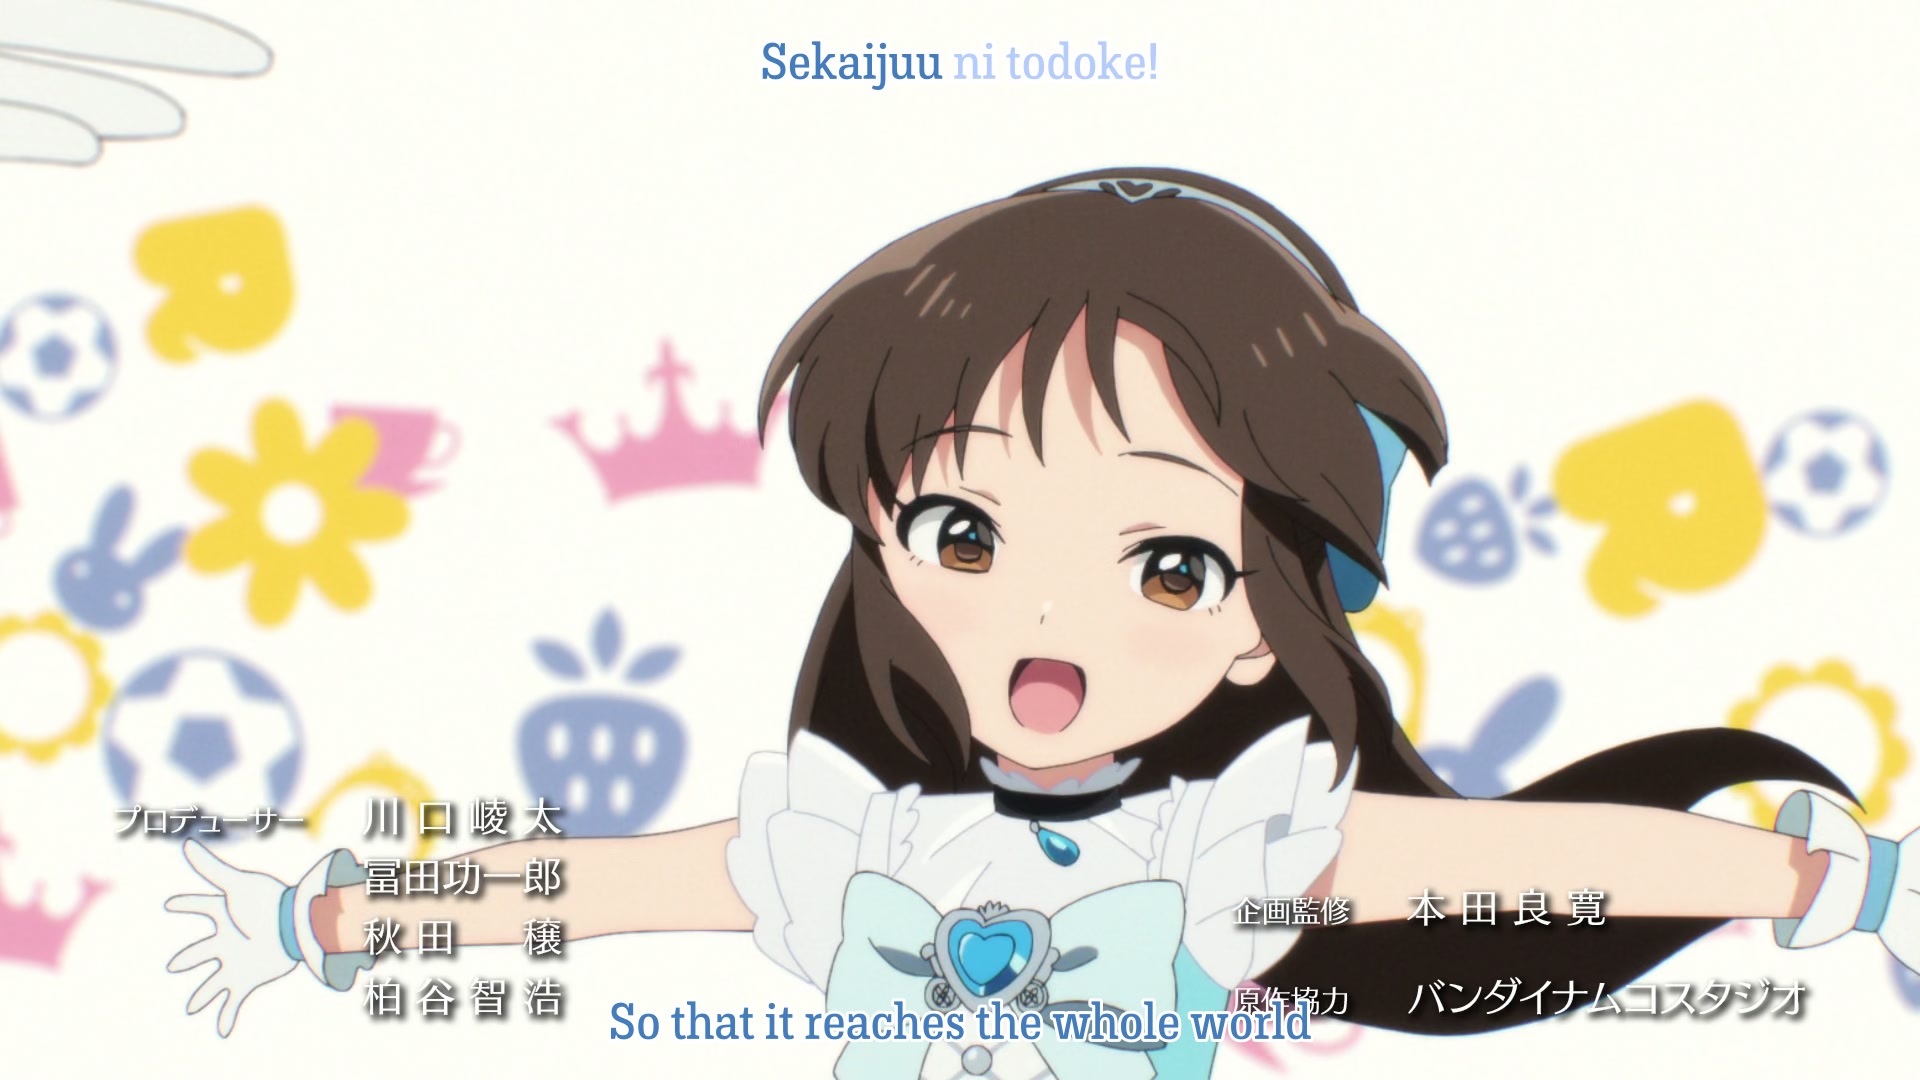 Sekaijuu ni todoke!
プロデューサー 川口崚太
冨田功一郎
秋田 穣
柏谷智浩
企画監修 本田良寛
原作協力 バンダイナムコスタジオ
So that it reaches the whole world